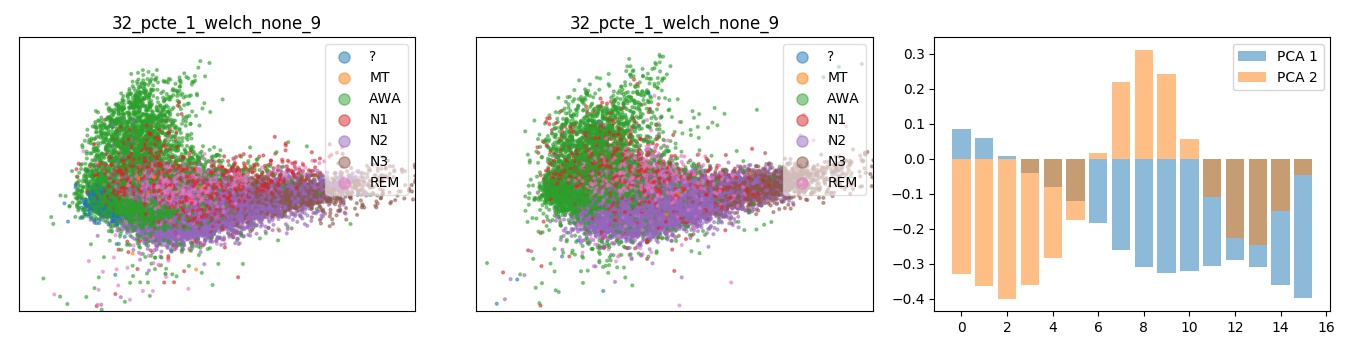 32_pcte_1_welch_none_9
?
MT
AWA
N1
N2
N3
REM
32_pcte_1_welch_none_9
?
MT
AWA
N1
N2
N3
REM
PCA 1
PCA 2
0.3
0.2
0.1
0.0
−0.1
−0.2
−0.3
−0.4
0 2 4 6 8 10 12 14 16